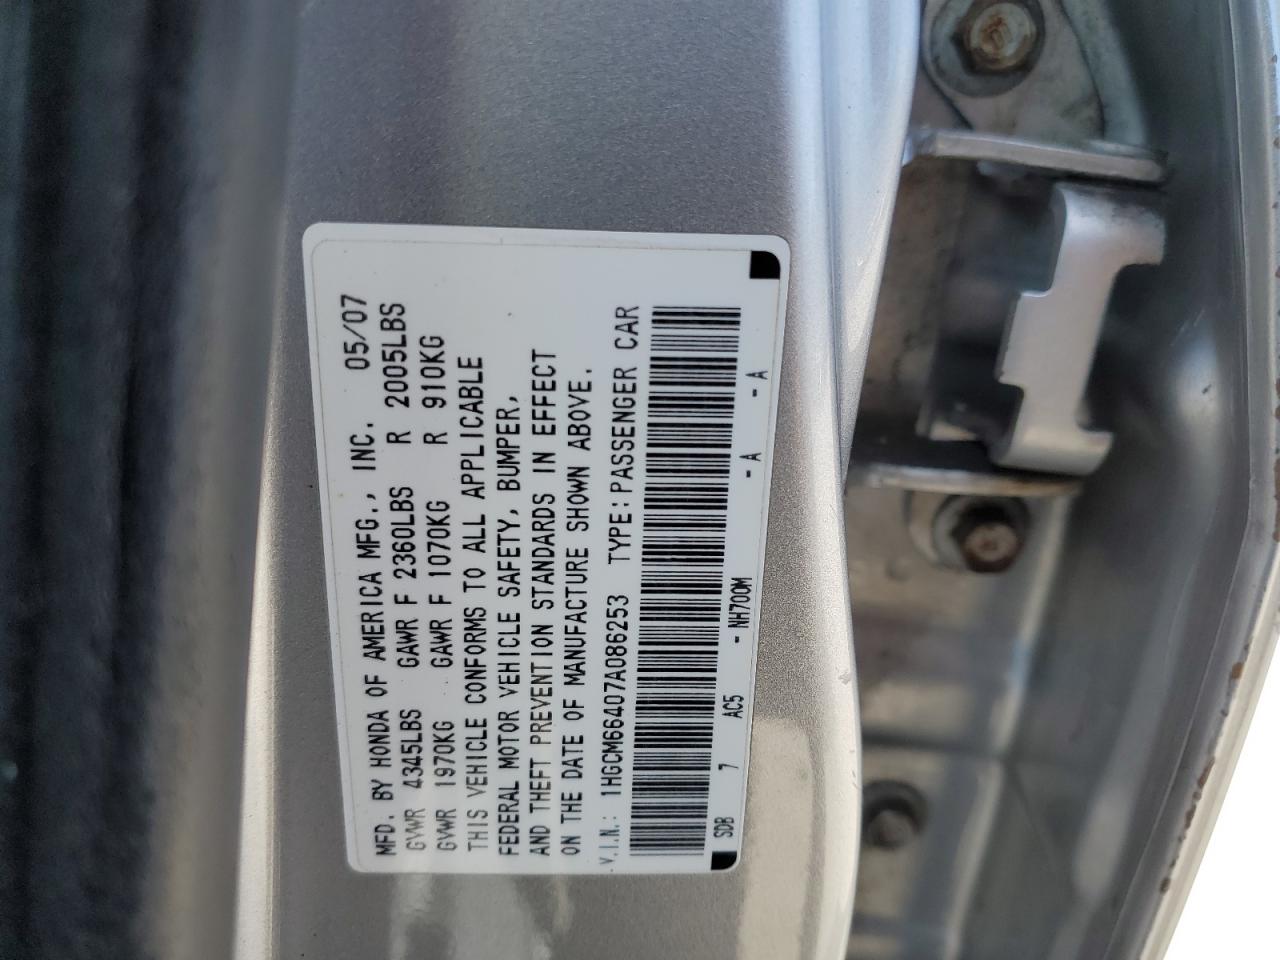 MFD. BY HONDA OF AMERICA MFG., INC. 05/07
GVWR 4345LBS GAWR F 2360LBS R 2005LBS
GVWR 1970KG GAWR F 1070KG R 910KG
THIS VEHICLE CONFORMS TO ALL APPLICABLE
FEDERAL MOTOR VEHICLE SAFETY, BUMPER,
AND THEFT PREVENTION STANDARDS IN EFFECT
ON THE DATE OF MANUFACTURE SHOWN ABOVE.
V.I.N.: 1HGCM66407A086253 TYPE:PASSENGER CAR
SDB 7 AC5 - NH700M - A - A